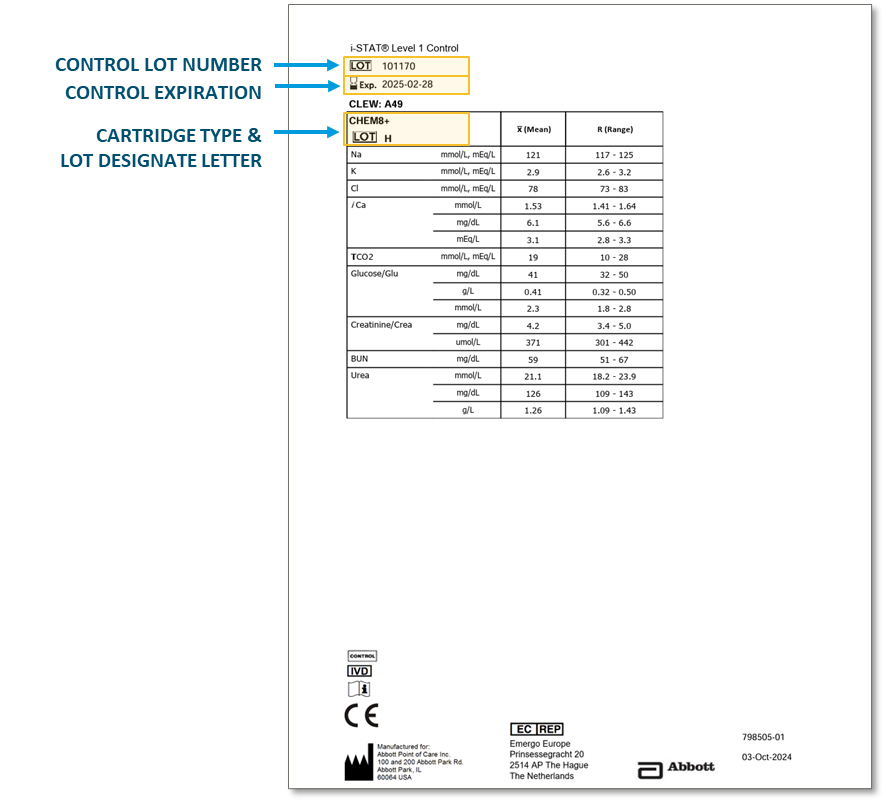 i-STAT® Level 1 Control
CONTROL LOT NUMBER
LOT 101170
CONTROL EXPIRATION
Exp. 2025-02-28
CLEW: A49
CARTRIDGE TYPE &
LOT DESIGNATE LETTER
CHEM8+
LOT H
x̄ (Mean) R (Range)
Na mmol/L, mEq/L 121 117 - 125
K mmol/L, mEq/L 2.9 2.6 - 3.2
Cl mmol/L, mEq/L 78 73 - 83
iCa mmol/L 1.53 1.41 - 1.64
mg/dL 6.1 5.6 - 6.6
mEq/L 3.1 2.8 - 3.3
TCO2 mmol/L, mEq/L 19 10 - 28
Glucose/Glu mg/dL 41 32 - 50
g/L 0.41 0.32 - 0.50
mmol/L 2.3 1.8 - 2.8
Creatinine/Crea mg/dL 4.2 3.4 - 5.0
umol/L 371 301 - 442
BUN mg/dL 59 51 - 67
Urea mmol/L 21.1 18.2 - 23.9
mg/dL 126 109 - 143
g/L 1.26 1.09 - 1.43
CONTROL
IVD
i
CE
Manufactured for:
Abbott Point of Care Inc.
100 and 200 Abbott Park Rd.
Abbott Park, IL
60064 USA
EC REP
Emergo Europe
Prinsessegracht 20
2514 AP The Hague
The Netherlands
Abbott
798505-01
03-Oct-2024